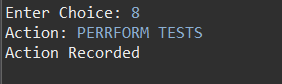 Enter Choice: 8
Action: PERRFORM TESTS
Action Recorded